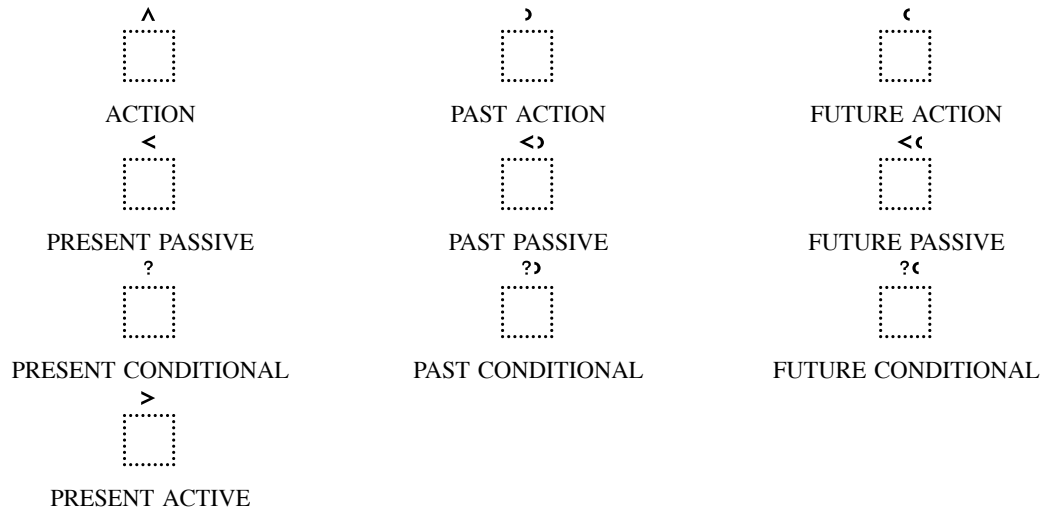 ACTION PAST ACTION FUTURE ACTION
PRESENT PASSIVE PAST PASSIVE FUTURE PASSIVE
? ? ?
PRESENT CONDITIONAL PAST CONDITIONAL FUTURE CONDITIONAL
PRESENT ACTIVE